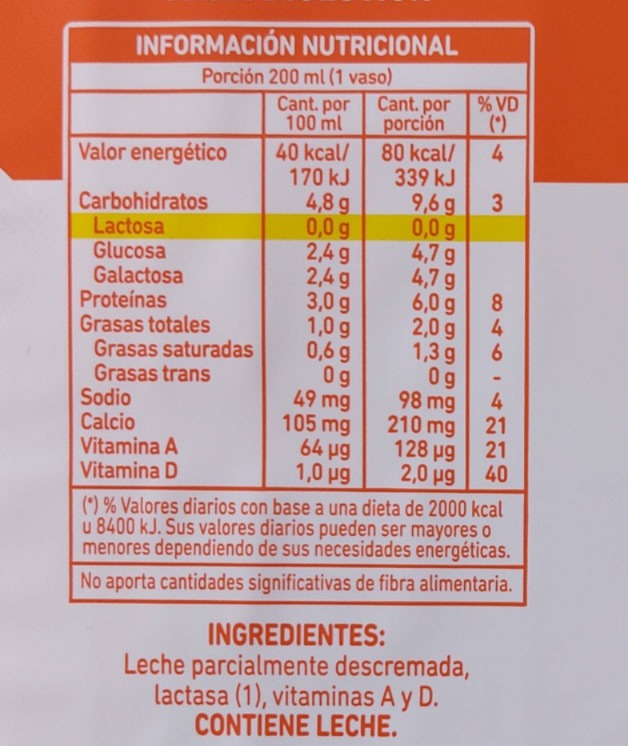 INFORMACIÓN NUTRICIONAL
Porción 200 ml (1 vaso)
Cant. por 100 ml Cant. por porción % VD (*)
Valor energético 40 kcal/ 80 kcal/ 4
170 kJ 339 kJ
Carbohidratos 4,8 g 9,6 g 3
Lactosa 0,0 g 0,0 g
Glucosa 2,4 g 4,7 g
Galactosa 2,4 g 4,7 g
Proteínas 3,0 g 6,0 g 8
Grasas totales 1,0 g 2,0 g 4
Grasas saturadas 0,6 g 1,3 g 6
Grasas trans 0 g 0 g -
Sodio 49 mg 98 mg 4
Calcio 105 mg 210 mg 21
Vitamina A 64 µg 128 µg 21
Vitamina D 1,0 µg 2,0 µg 40
(*) % Valores diarios con base a una dieta de 2000 kcal
u 8400 kJ. Sus valores diarios pueden ser mayores o
menores dependiendo de sus necesidades energéticas.
No aporta cantidades significativas de fibra alimentaria.
INGREDIENTES:
Leche parcialmente descremada,
lactasa (1), vitaminas A y D.
CONTIENE LECHE.